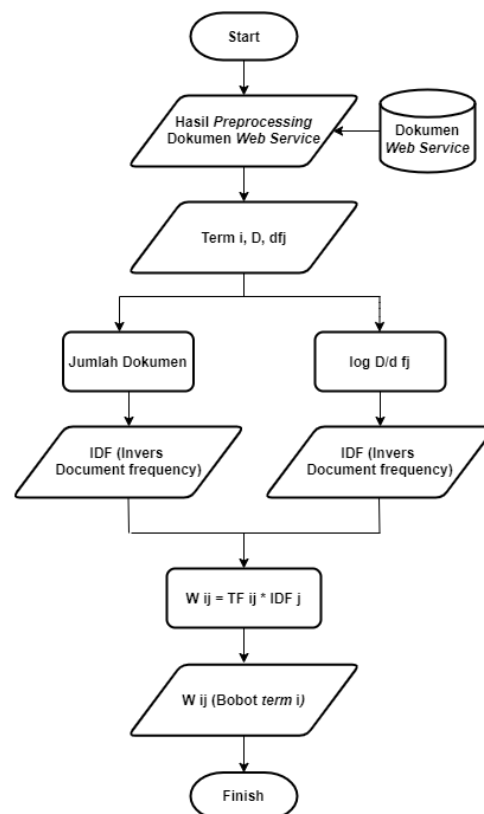 Start
Hasil Preprocessing
Dokumen Web Service
Dokumen
Web Service
Term i, D, dfj
Jumlah Dokumen
log D/d fj
IDF (Invers
Document frequency)
IDF (Invers
Document frequency)
W ij = TF ij * IDF j
W ij (Bobot term i)
Finish